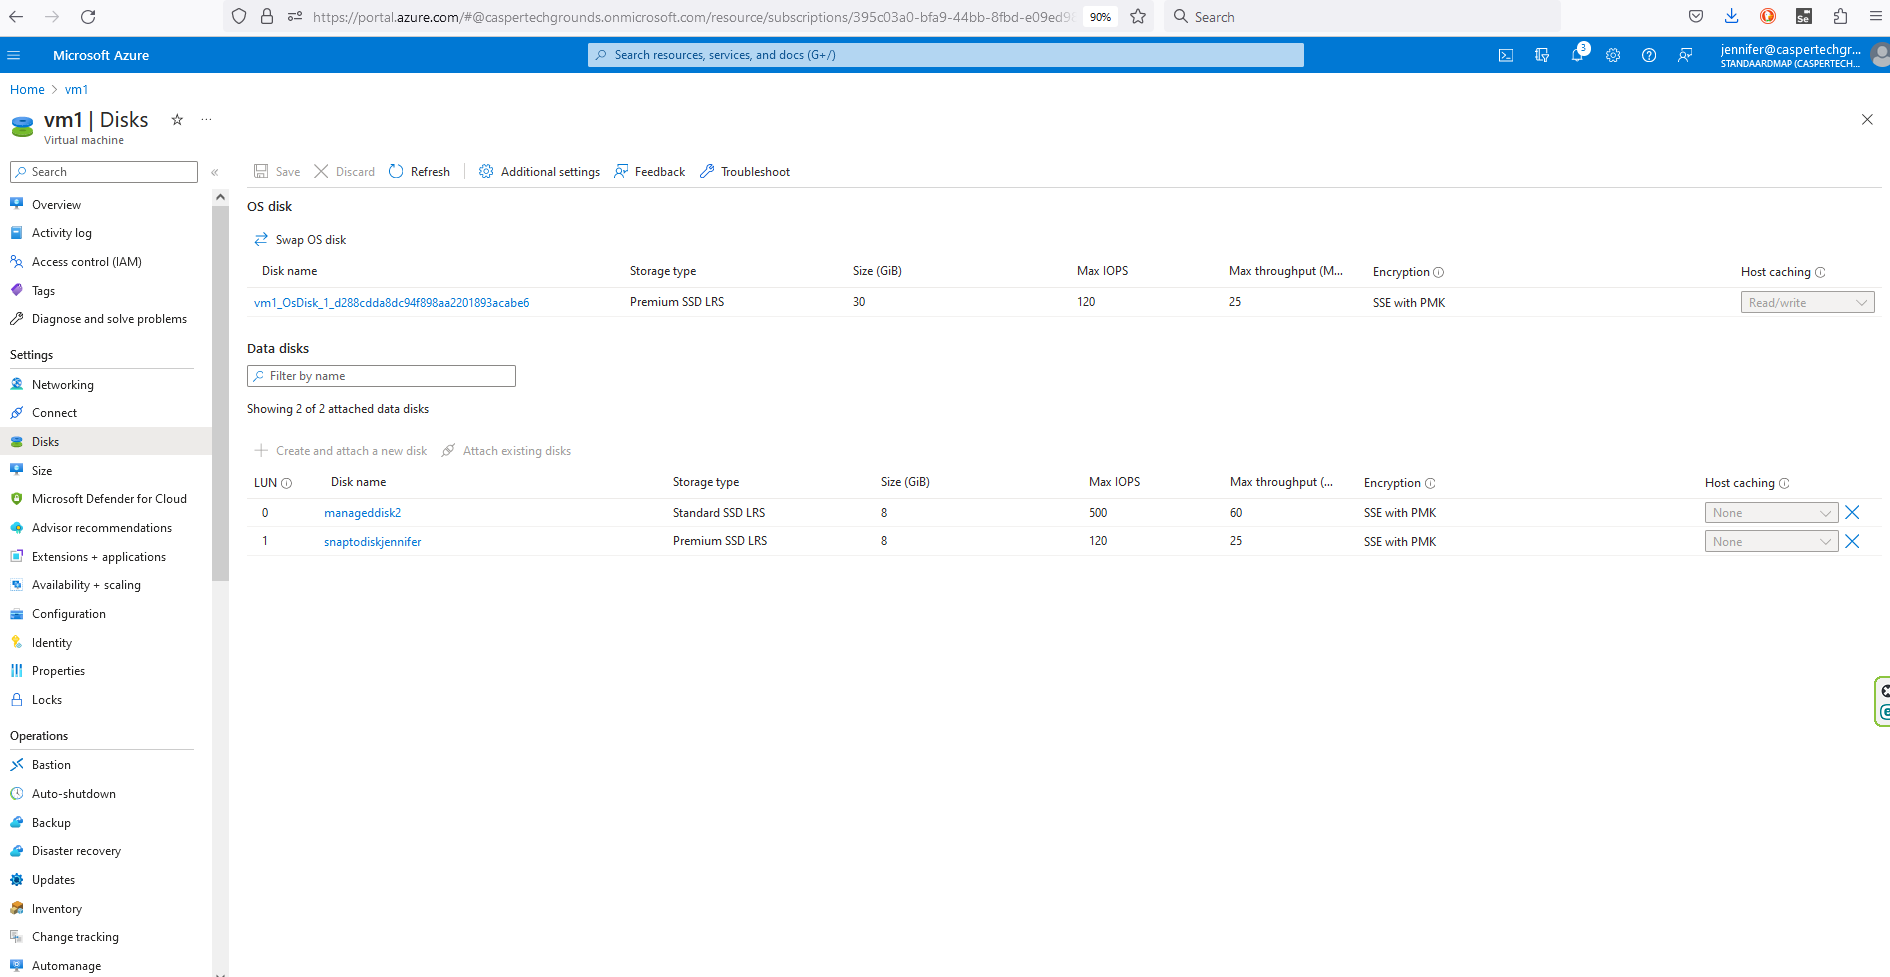 https://portal.azure.com/#@caspertechgrounds.onmicrosoft.com/resource/subscriptions/395c03a0-bfa9-44bb-8fbd-e09ed98 90% Search
Microsoft Azure Search resources, services, and docs (G+/) 3 jennifer@caspertechgr...
STANDAARDMAP (CASPERTECH...
Home > vm1
vm1 | Disks
Virtual machine
Search
Overview
Activity log
Access control (IAM)
Tags
Diagnose and solve problems
Settings
Networking
Connect
Disks
Size
Microsoft Defender for Cloud
Advisor recommendations
Extensions + applications
Availability + scaling
Configuration
Identity
Properties
Locks
Operations
Bastion
Auto-shutdown
Backup
Disaster recovery
Updates
Inventory
Change tracking
Automanage
Save Discard Refresh Additional settings Feedback Troubleshoot
OS disk
Swap OS disk
Disk name Storage type Size (GiB) Max IOPS Max throughput (M... Encryption Host caching
vm1_OsDisk_1_d288cdda8dc94f898aa2201893acabe6 Premium SSD LRS 30 120 25 SSE with PMK Read/write
Data disks
Filter by name
Showing 2 of 2 attached data disks
Create and attach a new disk Attach existing disks
LUN Disk name Storage type Size (GiB) Max IOPS Max throughput (... Encryption Host caching
0 manageddisk2 Standard SSD LRS 8 500 60 SSE with PMK None
1 snaptodiskjennifer Premium SSD LRS 8 120 25 SSE with PMK None